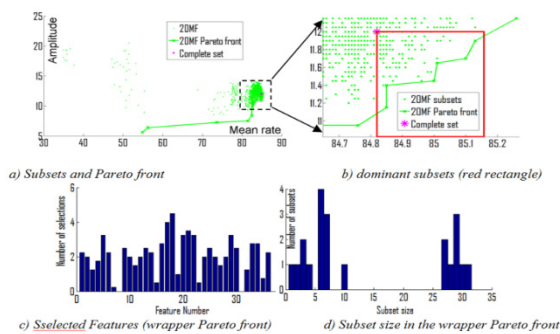 Amplitude
25
20
15
10
5
20MF
20MF Pareto front
Complete set
Mean rate
30 40 50 60 70 80 90
12
11.8
11.6
11.4
11.2
11
20MF subsets
20MF Pareto front
Complete set
84.7 84.8 84.9 85 85.1 85.2
a) Subsets and Pareto front
b) dominant subsets (red rectangle)
Number of selections
6
4
2
0
0 10 20 30
Feature Number
Number of subsets
4
3
2
1
0
0 5 10 15 20 25 30 35
Subset size
c) Sselected Features (wrapper Pareto front)
d) Subset size in the wrapper Pareto front